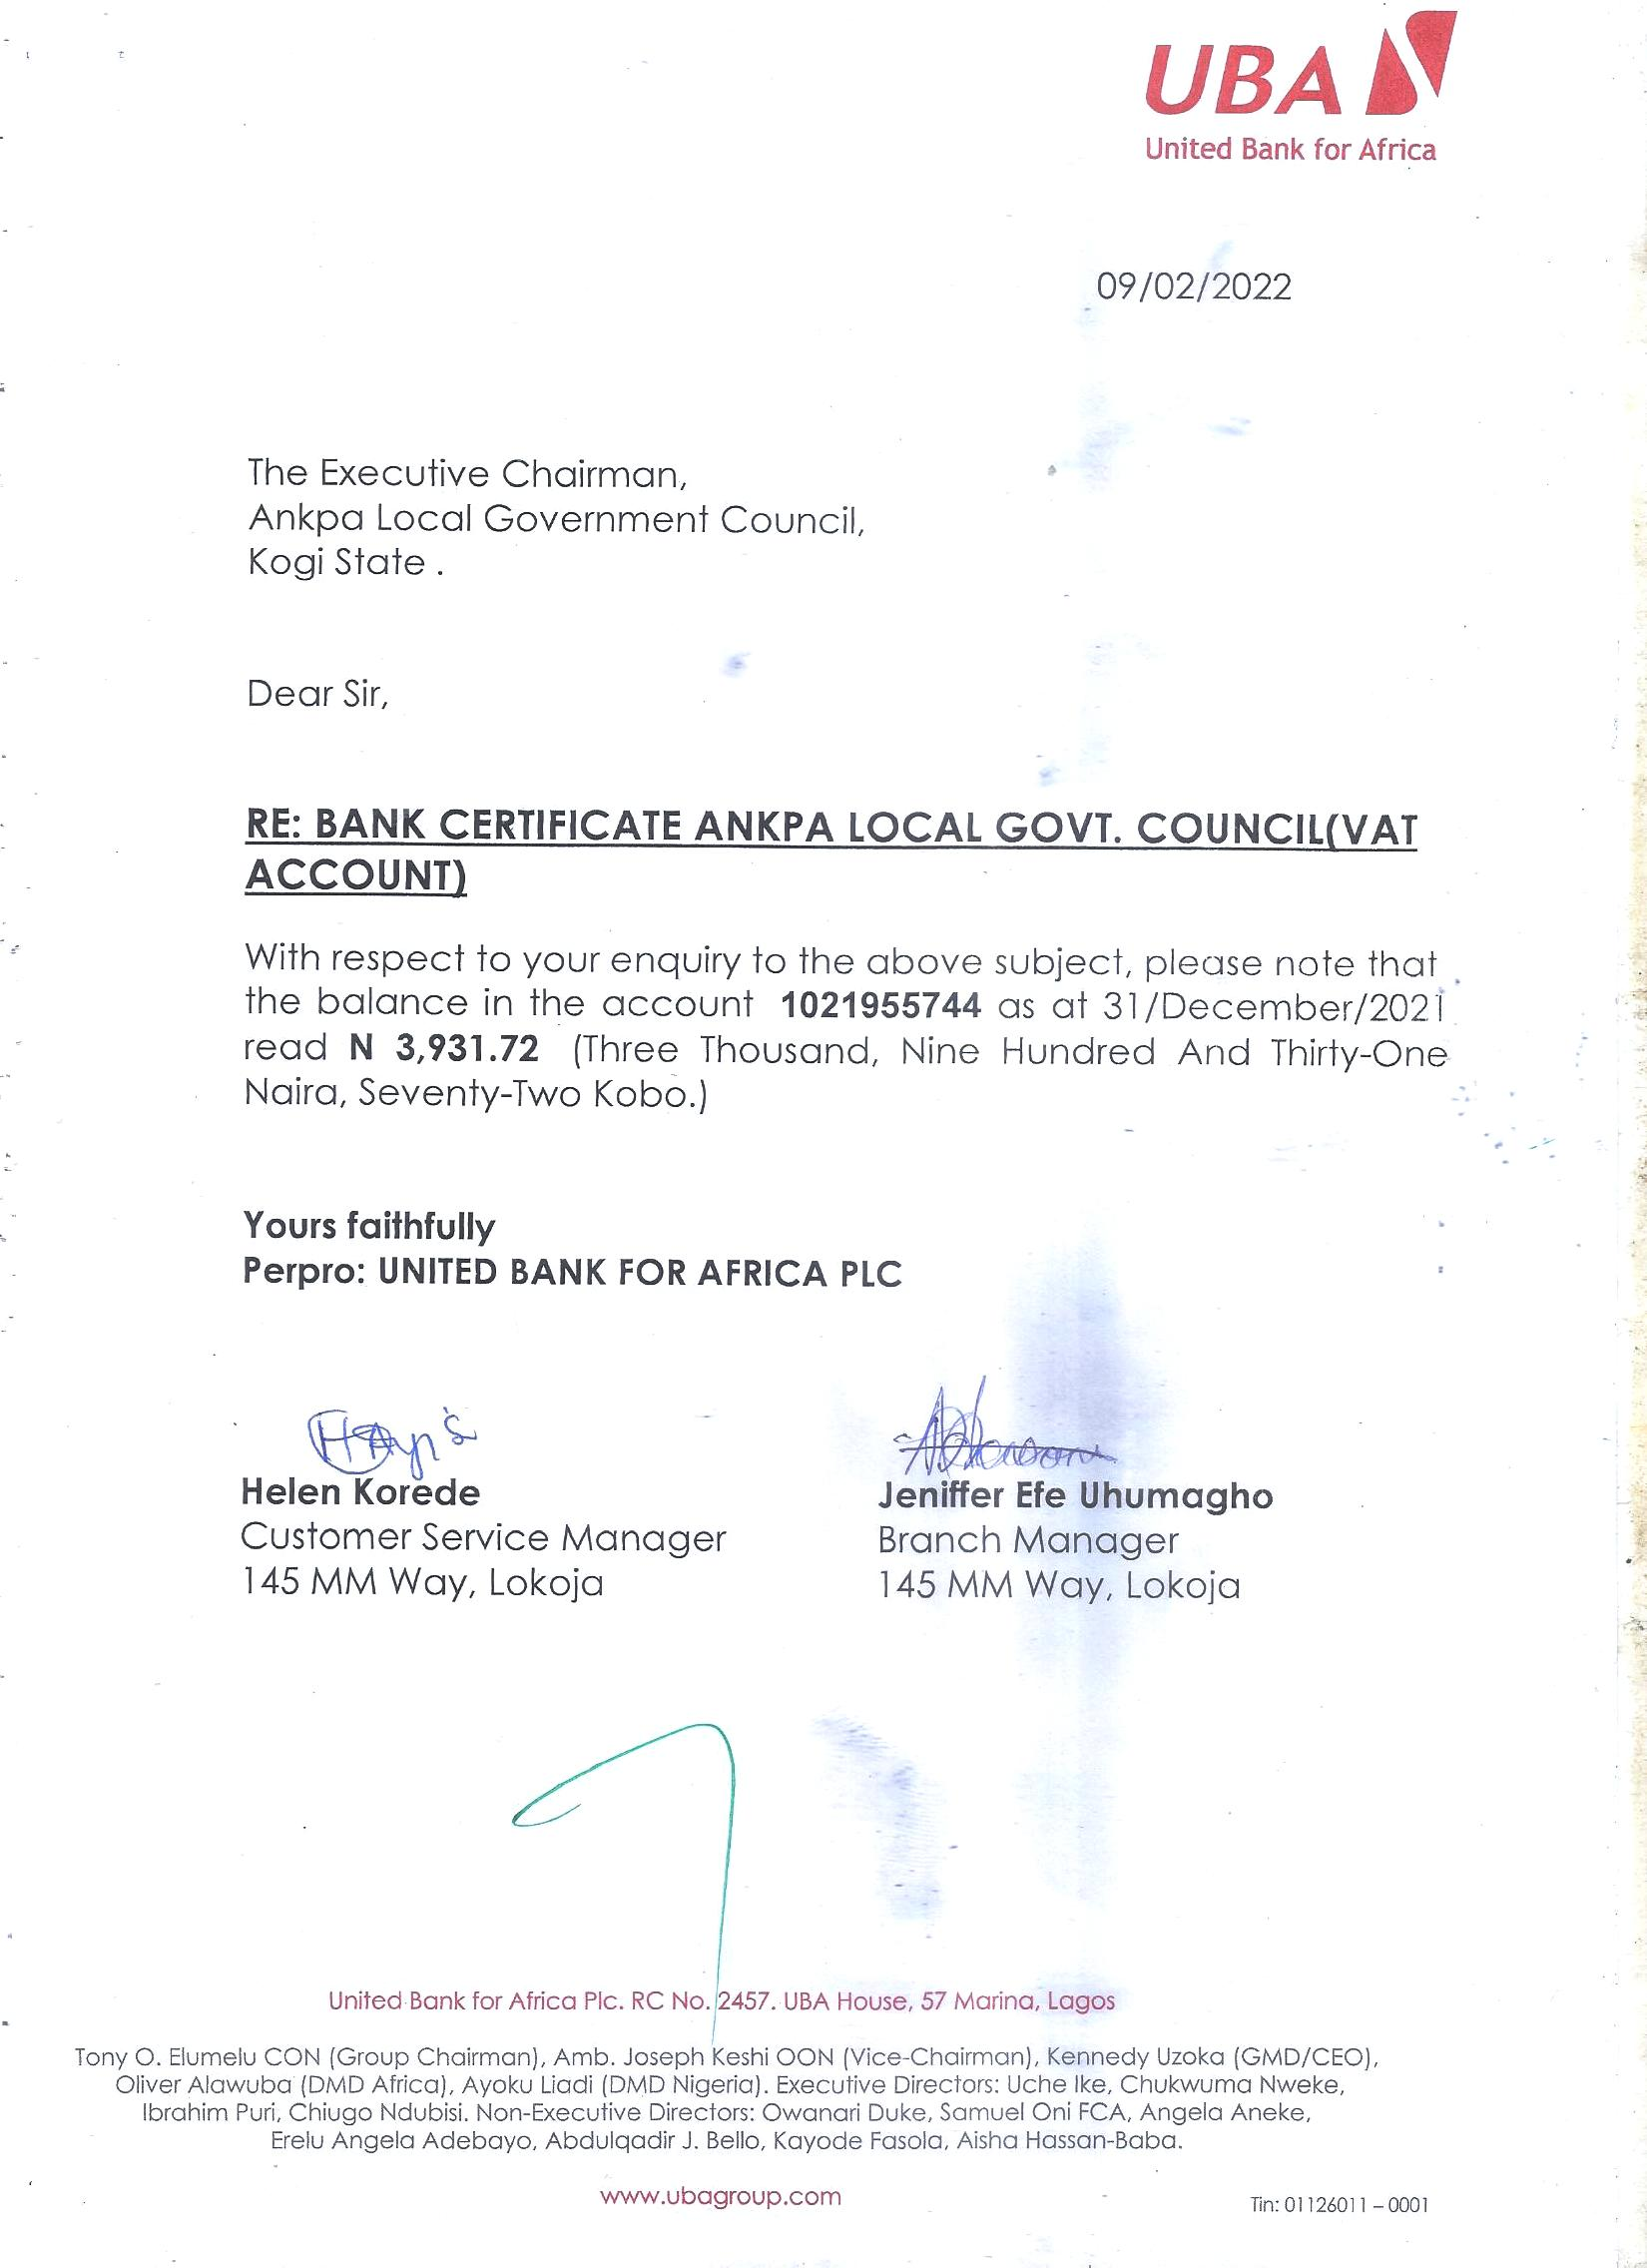 UBA
United Bank for Africa
09/02/2022
The Executive Chairman,
Ankpa Local Government Council,
Kogi State .
Dear Sir,
RE: BANK CERTIFICATE ANKPA LOCAL GOVT. COUNCIL(VAT
ACCOUNT)
With respect to your enquiry to the above subject, please note that
the balance in the account 1021955744 as at 31/December/2021
read N 3,931.72 (Three Thousand, Nine Hundred And Thirty-One
Naira, Seventy-Two Kobo.)
Yours faithfully
Perpro: UNITED BANK FOR AFRICA PLC
Helen Korede
Customer Service Manager
145 MM Way, Lokoja
Jeniffer Efe Uhumagho
Branch Manager
145 MM Way, Lokoja
United Bank for Africa Plc. RC No. 2457. UBA House, 57 Marina, Lagos
Tony O. Elumelu CON (Group Chairman), Amb. Joseph Keshi OON (Vice-Chairman), Kennedy Uzoka (GMD/CEO),
Oliver Alawuba (DMD Africa), Ayoku Liadi (DMD Nigeria). Executive Directors: Uche Ike, Chukwuma Nweke,
Ibrahim Puri, Chiugo Ndubisi. Non-Executive Directors: Owanari Duke, Samuel Oni FCA, Angela Aneke,
Erelu Angela Adebayo, Abdulqadir J. Bello, Kayode Fasola, Aisha Hassan-Baba.
www.ubagroup.com
Tin: 01126011 – 0001